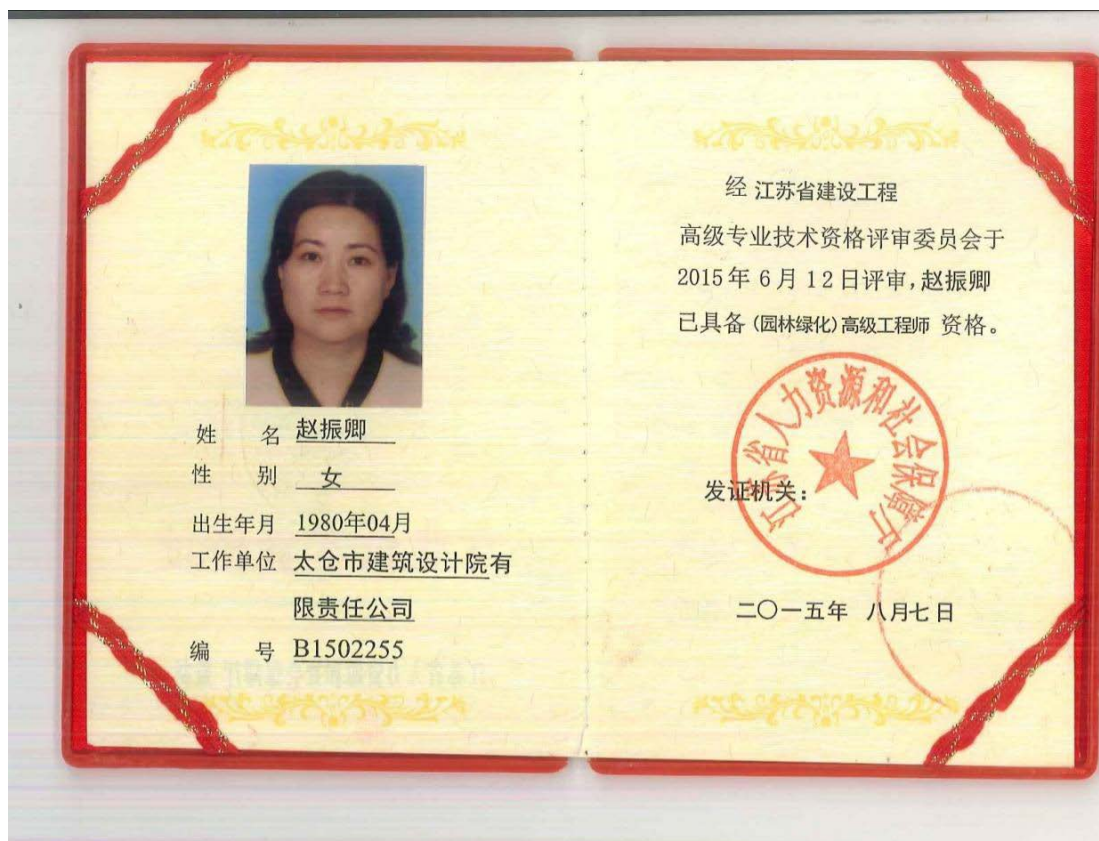 姓 名 赵振卿
性 别 女
出生年月 1980年04月
工作单位 太仓市建筑设计院有
限责任公司
编 号 B1502255
经 江苏省建设工程
高级专业技术资格评审委员会于
2015年6月12日评审，赵振卿
已具备（园林绿化）高级工程师 资格。
江苏省人力资源和社会保障厅
发证机关：
二〇一五年 八月七日